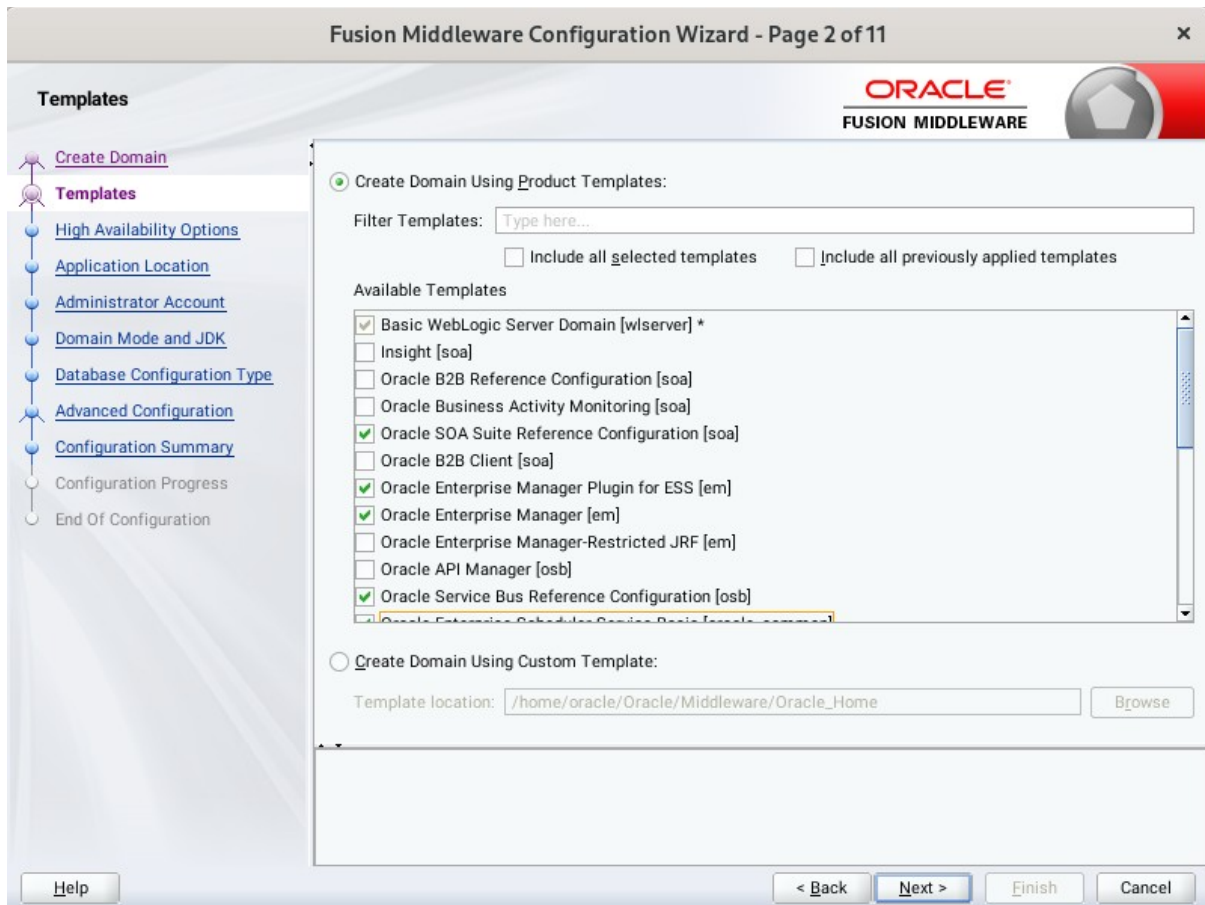 Fusion Middleware Configuration Wizard - Page 2 of 11
Templates
ORACLE
FUSION MIDDLEWARE
Create Domain
Templates
High Availability Options
Application Location
Administrator Account
Domain Mode and JDK
Database Configuration Type
Advanced Configuration
Configuration Summary
Configuration Progress
End Of Configuration
Create Domain Using Product Templates:
Filter Templates: Type here...
Include all selected templates Include all previously applied templates
Available Templates
Basic WebLogic Server Domain [wlserver] *
Insight [soa]
Oracle B2B Reference Configuration [soa]
Oracle Business Activity Monitoring [soa]
Oracle SOA Suite Reference Configuration [soa]
Oracle B2B Client [soa]
Oracle Enterprise Manager Plugin for ESS [em]
Oracle Enterprise Manager [em]
Oracle Enterprise Manager-Restricted JRF [em]
Oracle API Manager [osb]
Oracle Service Bus Reference Configuration [osb]
Oracle Enterprise Scheduler Service Basic [oracle_common]
Create Domain Using Custom Template:
Template location: /home/oracle/Oracle/Middleware/Oracle_Home Browse
Help < Back Next > Finish Cancel